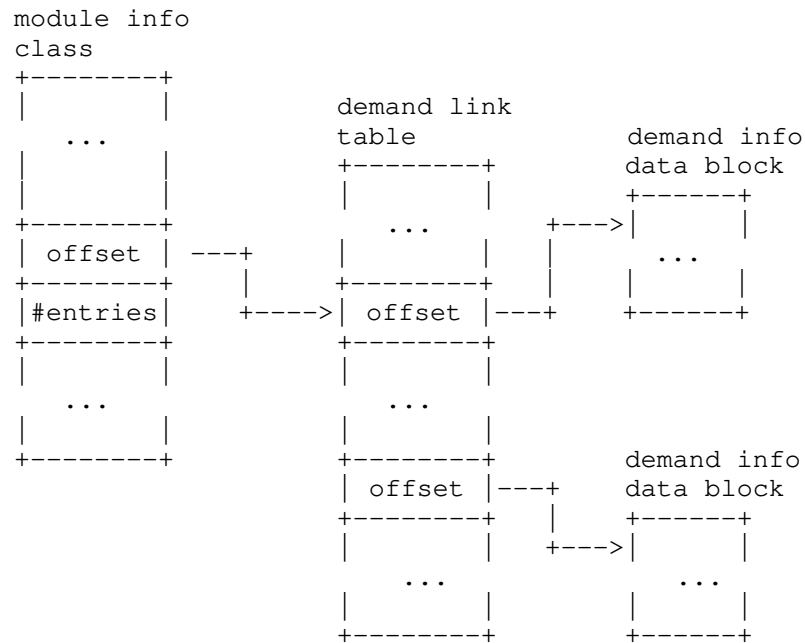 module info
class
...
offset
#entries
...
demand link
table
...
offset
...
offset
...
demand info
data block
...
demand info
data block
...